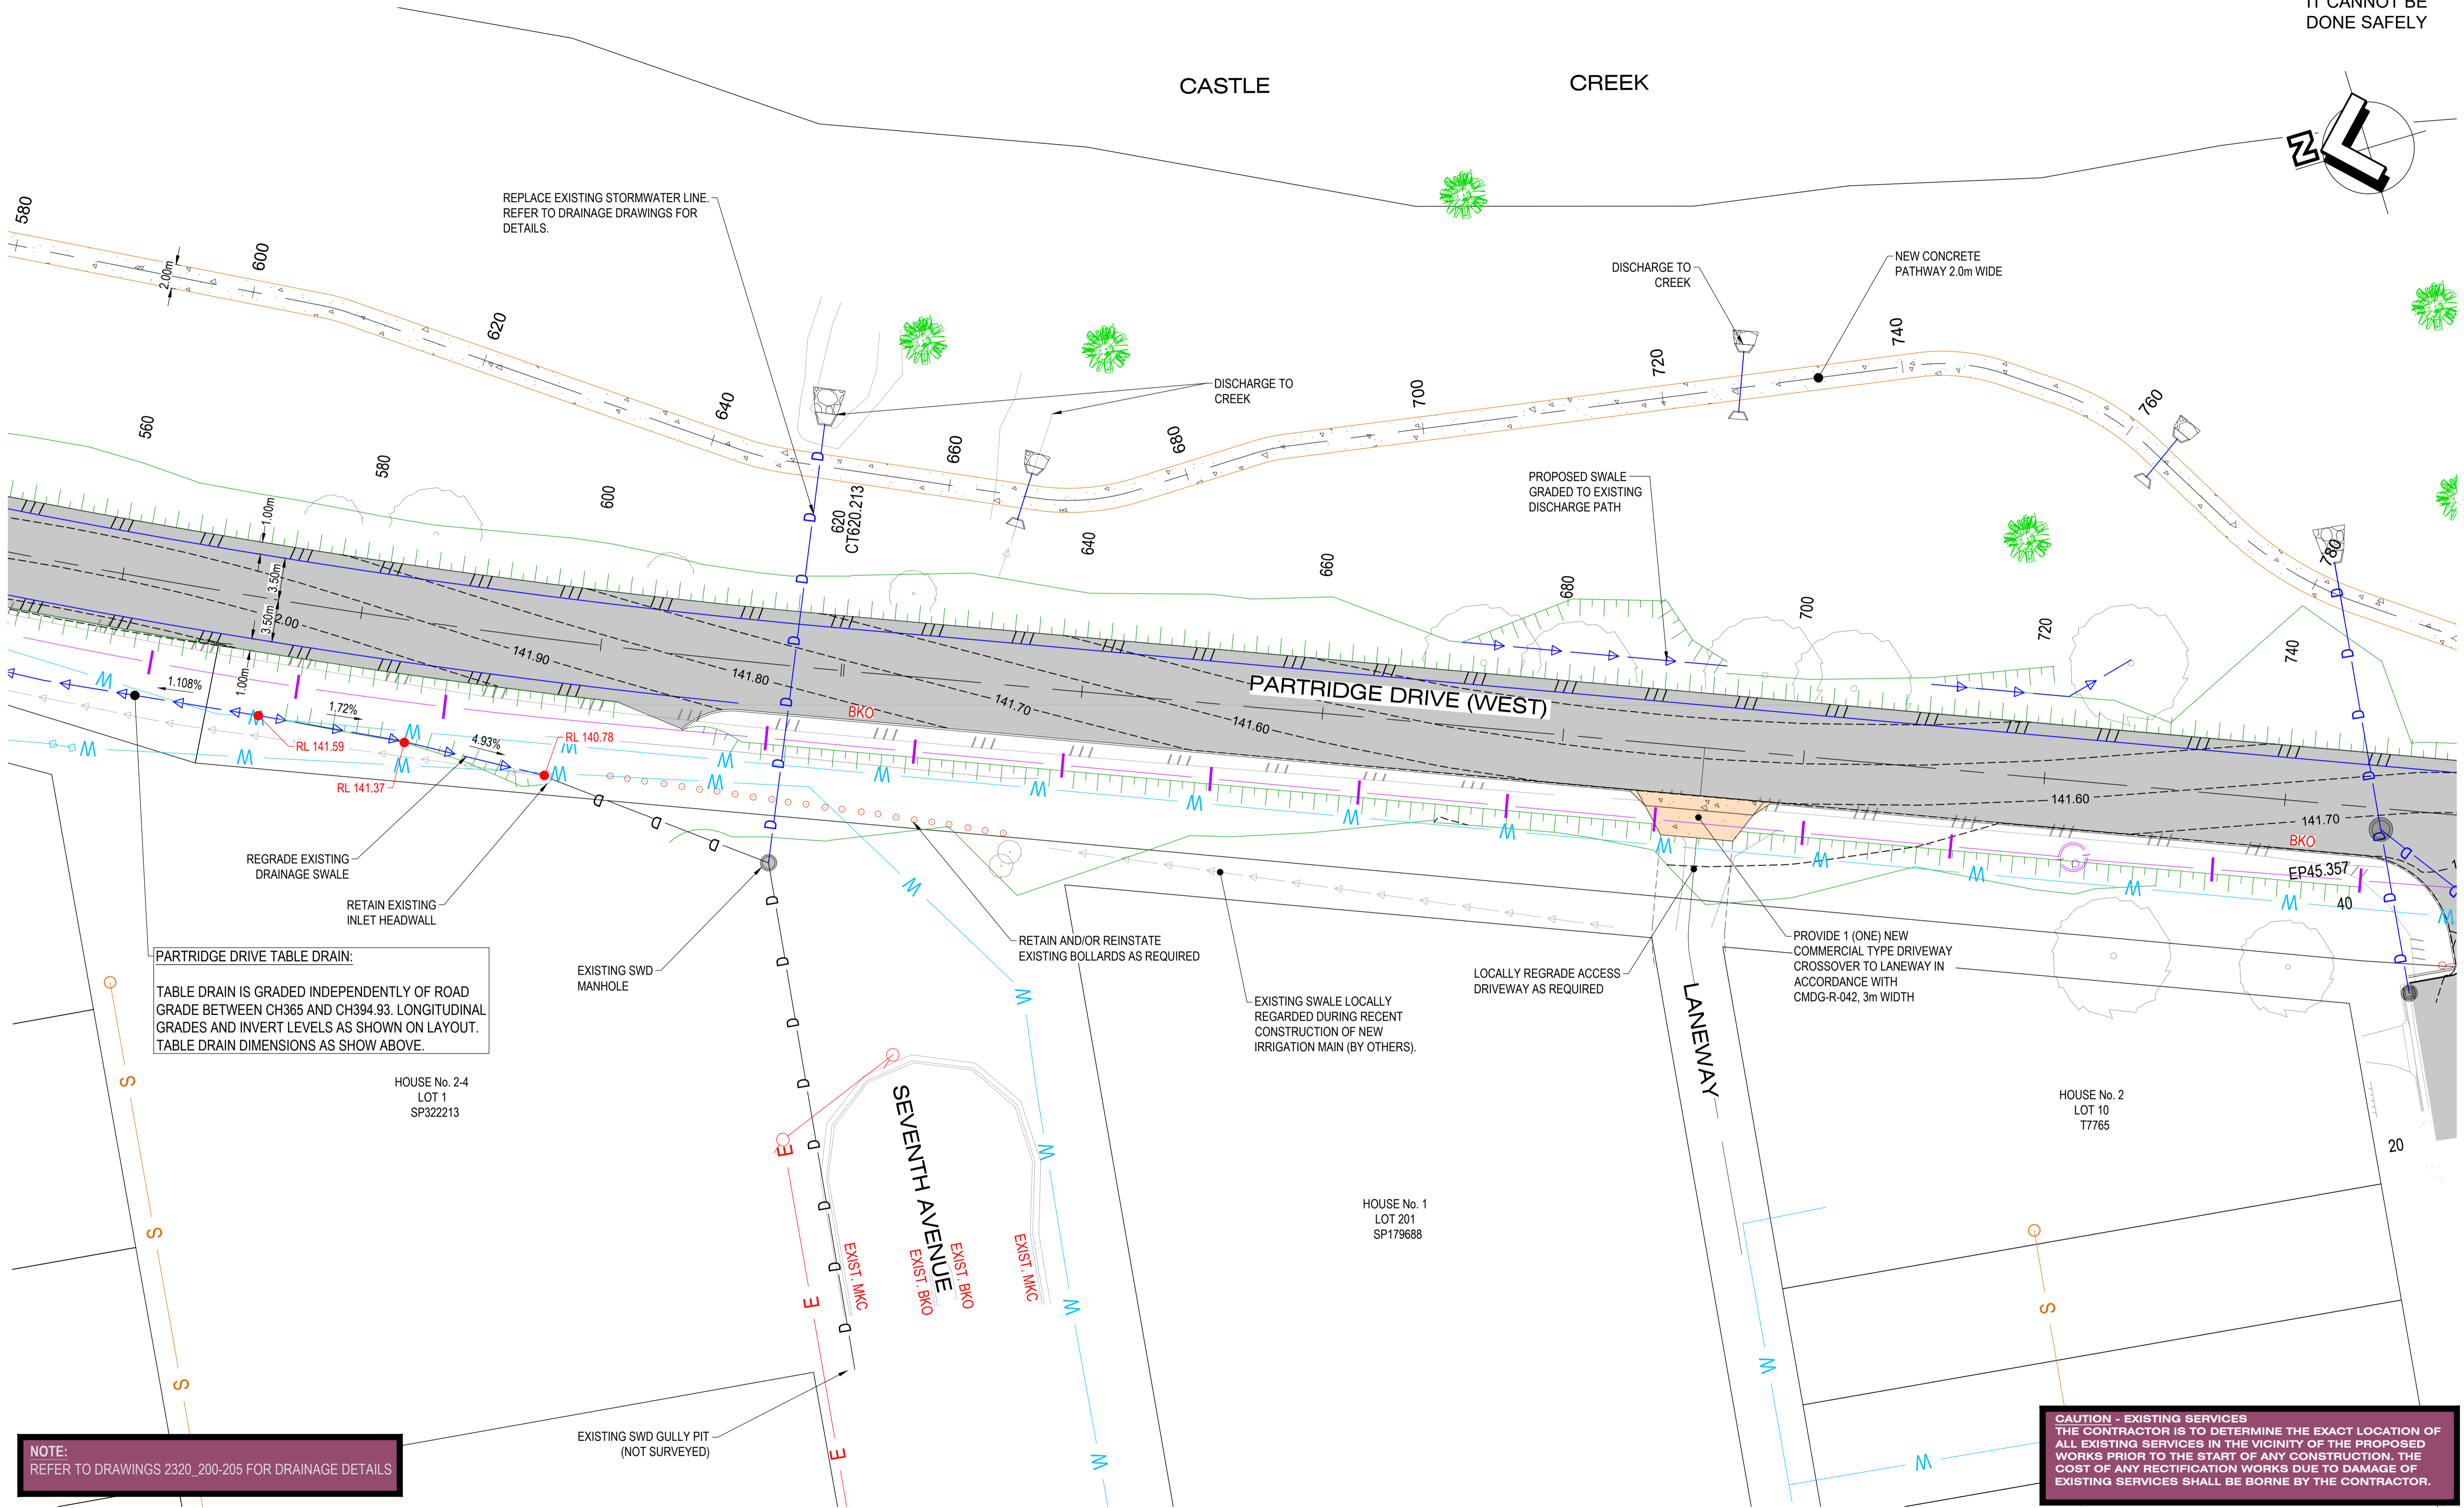 IT CANNOT BE
DONE SAFELY
CASTLE CREEK
N
580
600
620
640
660
680
700
720
740
760
780
2.00m
REPLACE EXISTING STORMWATER LINE.
REFER TO DRAINAGE DRAWINGS FOR
DETAILS.
DISCHARGE TO
CREEK
NEW CONCRETE
PATHWAY 2.0m WIDE
DISCHARGE TO
CREEK
PROPOSED SWALE
GRADED TO EXISTING
DISCHARGE PATH
560
580
600
620
CT620.213
640
660
680
700
720
740
1.00m
3.50m
3.50m
1.00m
2.00
141.90
141.80
141.70
141.60
PARTRIDGE DRIVE (WEST)
141.60
141.70
BKO
BKO
EP45.357
40
20
1.108%
1.72%
4.93%
RL 141.59
RL 141.37
RL 140.78
REGRADE EXISTING
DRAINAGE SWALE
RETAIN EXISTING
INLET HEADWALL
PARTRIDGE DRIVE TABLE DRAIN:
TABLE DRAIN IS GRADED INDEPENDENTLY OF ROAD
GRADE BETWEEN CH365 AND CH394.93. LONGITUDINAL
GRADES AND INVERT LEVELS AS SHOWN ON LAYOUT.
TABLE DRAIN DIMENSIONS AS SHOW ABOVE.
EXISTING SWD
MANHOLE
RETAIN AND/OR REINSTATE
EXISTING BOLLARDS AS REQUIRED
EXISTING SWALE LOCALLY
REGARDED DURING RECENT
CONSTRUCTION OF NEW
IRRIGATION MAIN (BY OTHERS).
LOCALLY REGRADE ACCESS
DRIVEWAY AS REQUIRED
PROVIDE 1 (ONE) NEW
COMMERCIAL TYPE DRIVEWAY
CROSSOVER TO LANEWAY IN
ACCORDANCE WITH
CMDG-R-042, 3m WIDTH
LANEWAY
SEVENTH AVENUE
EXIST. MKC
EXIST. BKO
EXIST. BKO
EXIST. MKC
HOUSE No. 2-4
LOT 1
SP322213
HOUSE No. 1
LOT 201
SP179688
HOUSE No. 2
LOT 10
T7765
EXISTING SWD GULLY PIT
(NOT SURVEYED)
NOTE:
REFER TO DRAWINGS 2320_200-205 FOR DRAINAGE DETAILS
CAUTION - EXISTING SERVICES
THE CONTRACTOR IS TO DETERMINE THE EXACT LOCATION OF
ALL EXISTING SERVICES IN THE VICINITY OF THE PROPOSED
WORKS PRIOR TO THE START OF ANY CONSTRUCTION. THE
COST OF ANY RECTIFICATION WORKS DUE TO DAMAGE OF
EXISTING SERVICES SHALL BE BORNE BY THE CONTRACTOR.